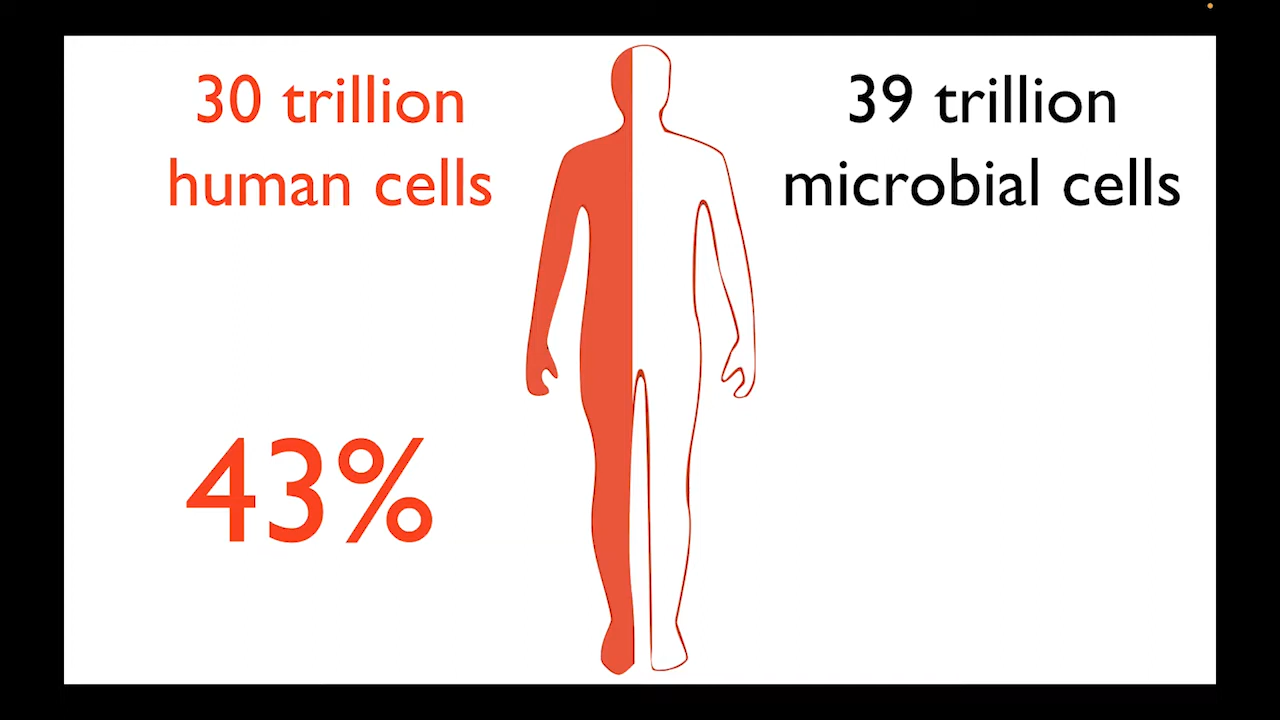 30 trillion
human cells
39 trillion
microbial cells
43%